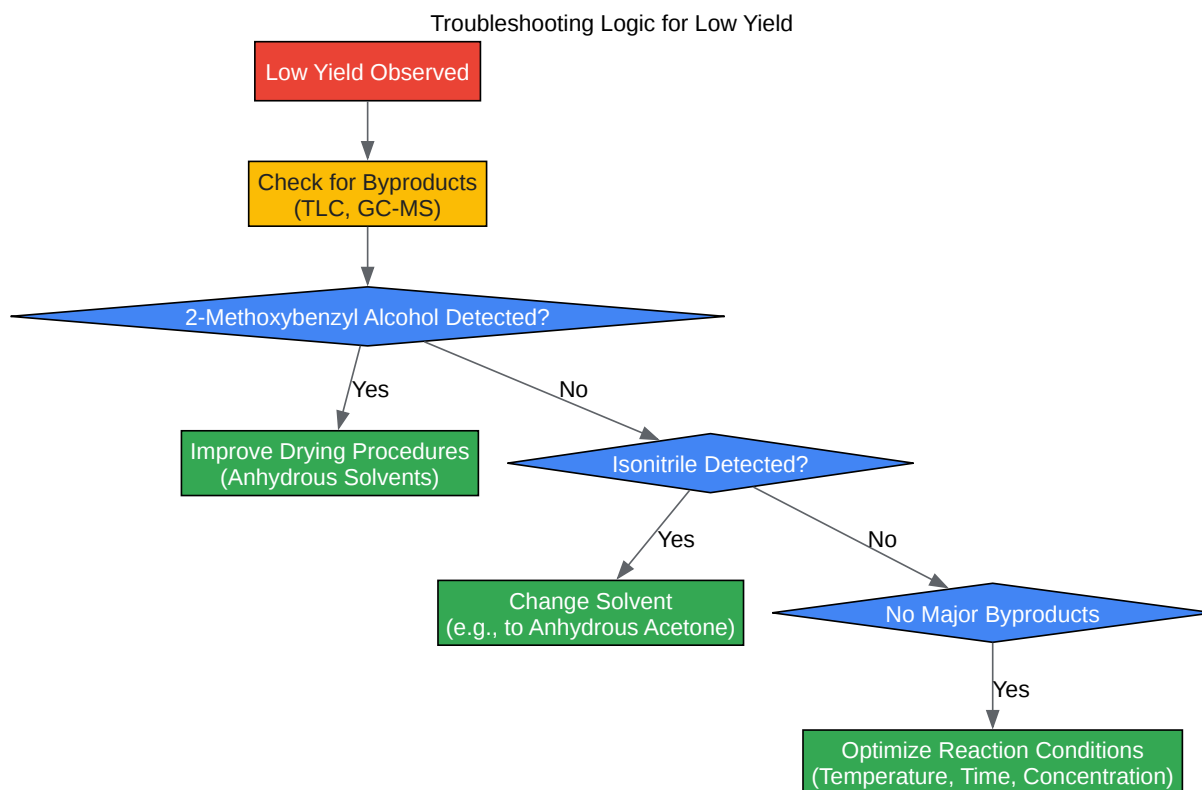 Troubleshooting Logic for Low Yield
Low Yield Observed
Check for Byproducts
(TLC, GC-MS)
2-Methoxybenzyl Alcohol Detected?
Yes
No
Improve Drying Procedures
(Anhydrous Solvents)
Isonitrile Detected?
Yes
No
Change Solvent
(e.g., to Anhydrous Acetone)
No Major Byproducts
Yes
Optimize Reaction Conditions
(Temperature, Time, Concentration)